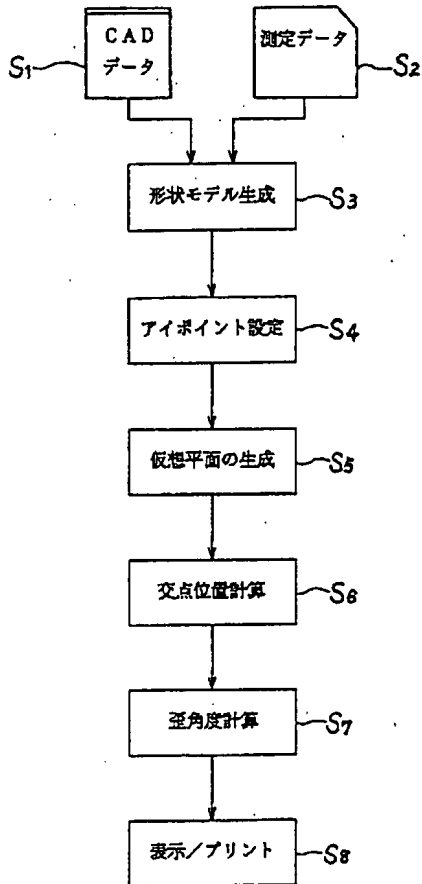 CAD
データ
S1
測定データ
S2
形状モデル生成
S3
アイポイント設定
S4
仮想平面の生成
S5
交点位置計算
S6
歪角度計算
S7
表示/プリント
S8